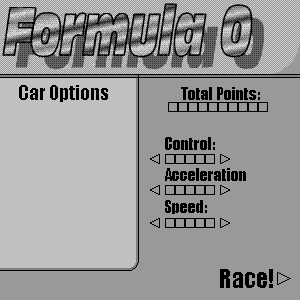 Formula 0
Car Options
Total Points:
Control:
Acceleration
Speed:
Race!